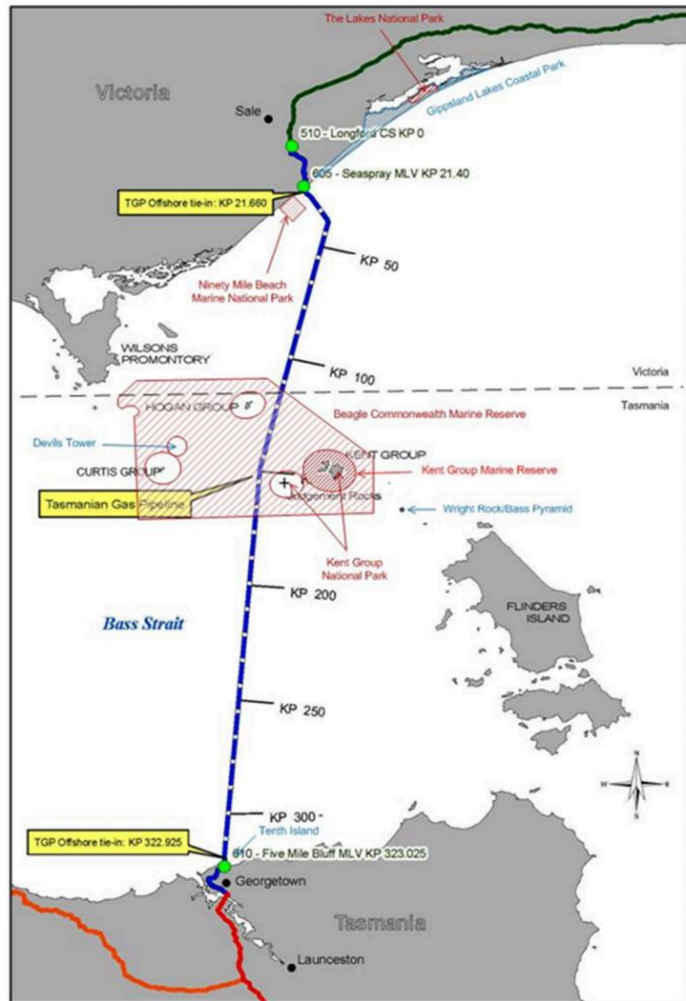 The Lakes National Park
Victoria
Gippsland Lakes Coastal Park
Sale
510 - Longford CS KP 0
605 - Seaspray MLV KP 21.40
TGP Offshore tie-in: KP 21.660
KP 50
Ninety Mile Beach
Marine National Park
WILSONS
PROMONTORY
KP 100
Victoria
Tasmania
HOGAN GROUP
Beagle Commonwealth Marine Reserve
Devils Tower
KENT GROUP
CURTIS GROUP
Kent Group Marine Reserve
Tasmanian Gas Pipeline
Judgement Rocks
Wright Rock/Bass Pyramid
Kent Group
National Park
KP 200
FLINDERS
ISLAND
Bass Strait
KP 250
N
W
E
S
KP 300
TGP Offshore tie-in: KP 322.925
Tenth Island
610 - Five Mile Bluff MLV KP 323.025
Georgetown
Tasmania
Launceston